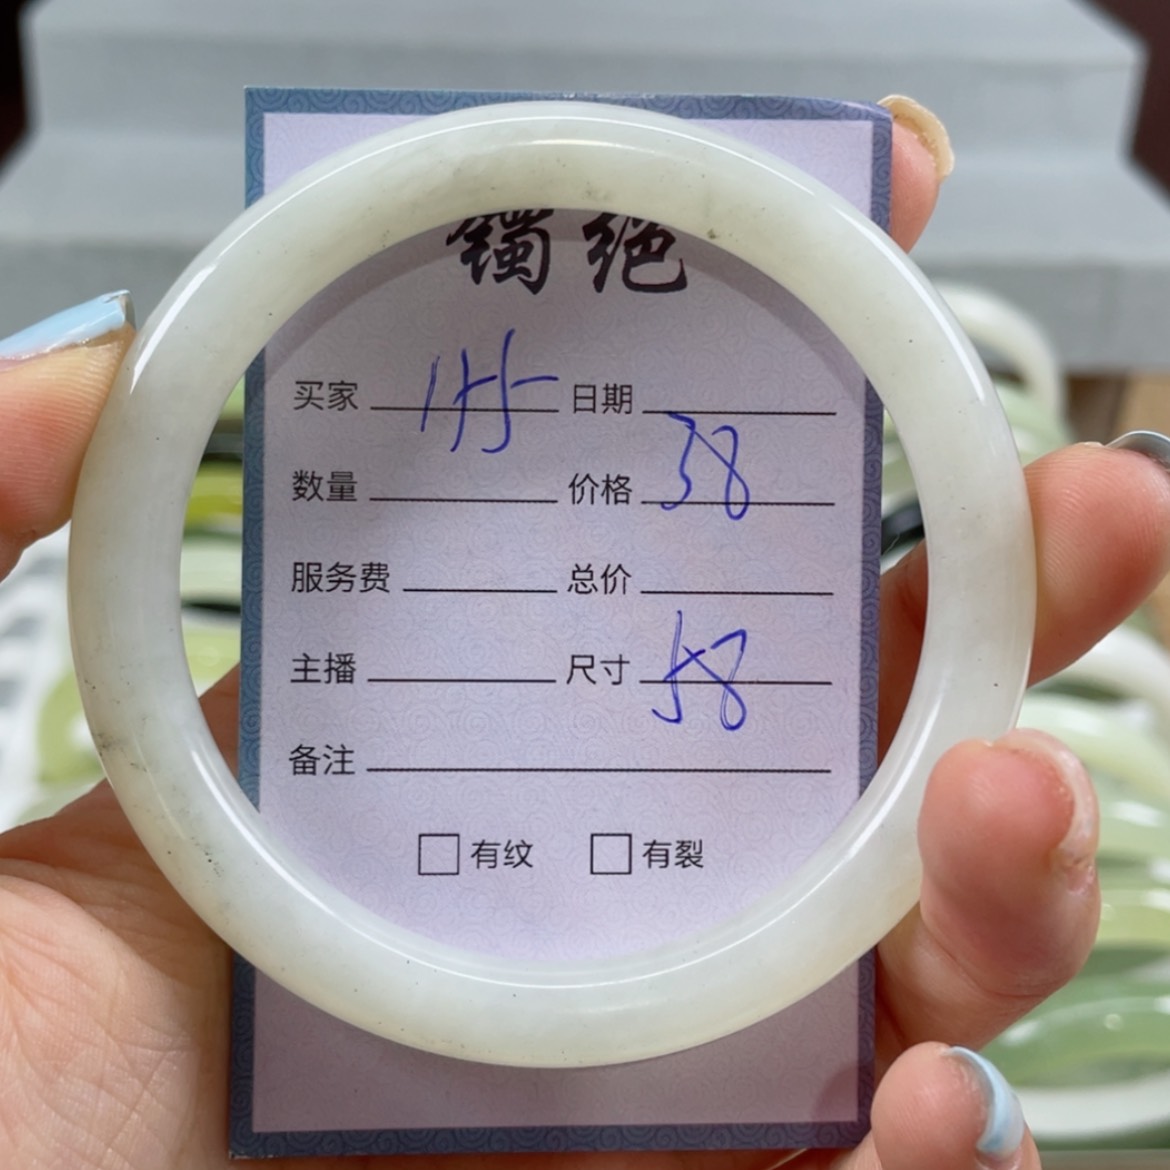 镯绝
买家 日期
数量 价格 38
服务费 总价
主播 尺寸 58
备注
有纹 有裂